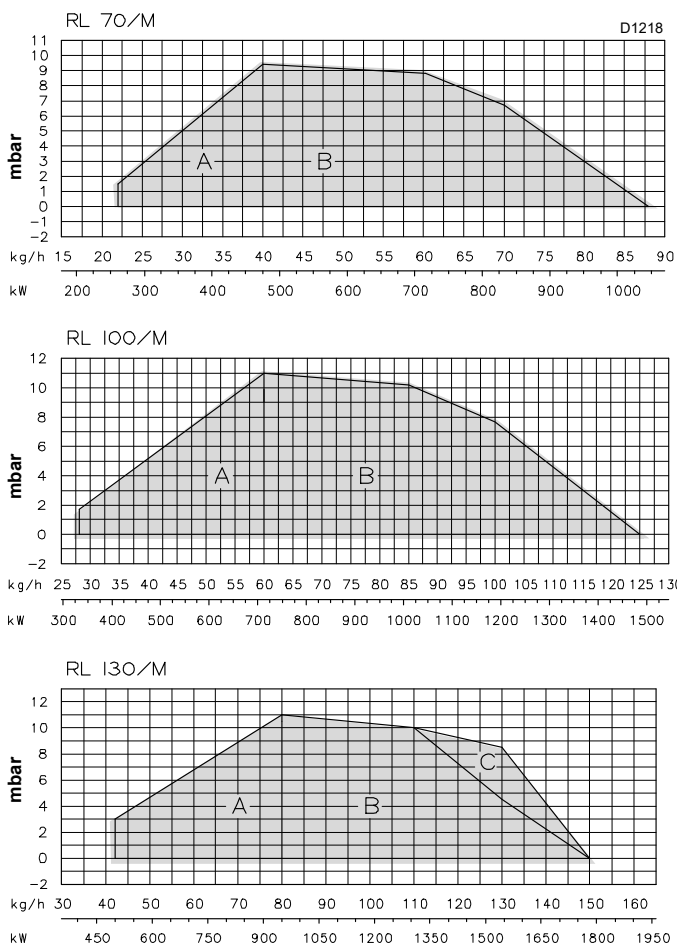 RL 70/M
D1218
11
10
9
8
7
6
5
4
3
2
1
0
-1
-2
mbar
A B
kg/h 15 20 25 30 35 40 45 50 55 60 65 70 75 80 85 90
kW 200 300 400 500 600 700 800 900 1000
RL 100/M
12
10
8
6
4
2
0
-2
mbar
A B
kg/h 25 30 35 40 45 50 55 60 65 70 75 80 85 90 95 100 105 110 115 120 125 130
kW 300 400 500 600 700 800 900 1000 1100 1200 1300 1400 1500
RL 130/M
12
10
8
6
4
2
0
-2
mbar
C
A B
kg/h 30 40 50 60 70 80 90 100 110 120 130 140 150 160
kW 450 600 750 900 1050 1200 1350 1500 1650 1800 1950